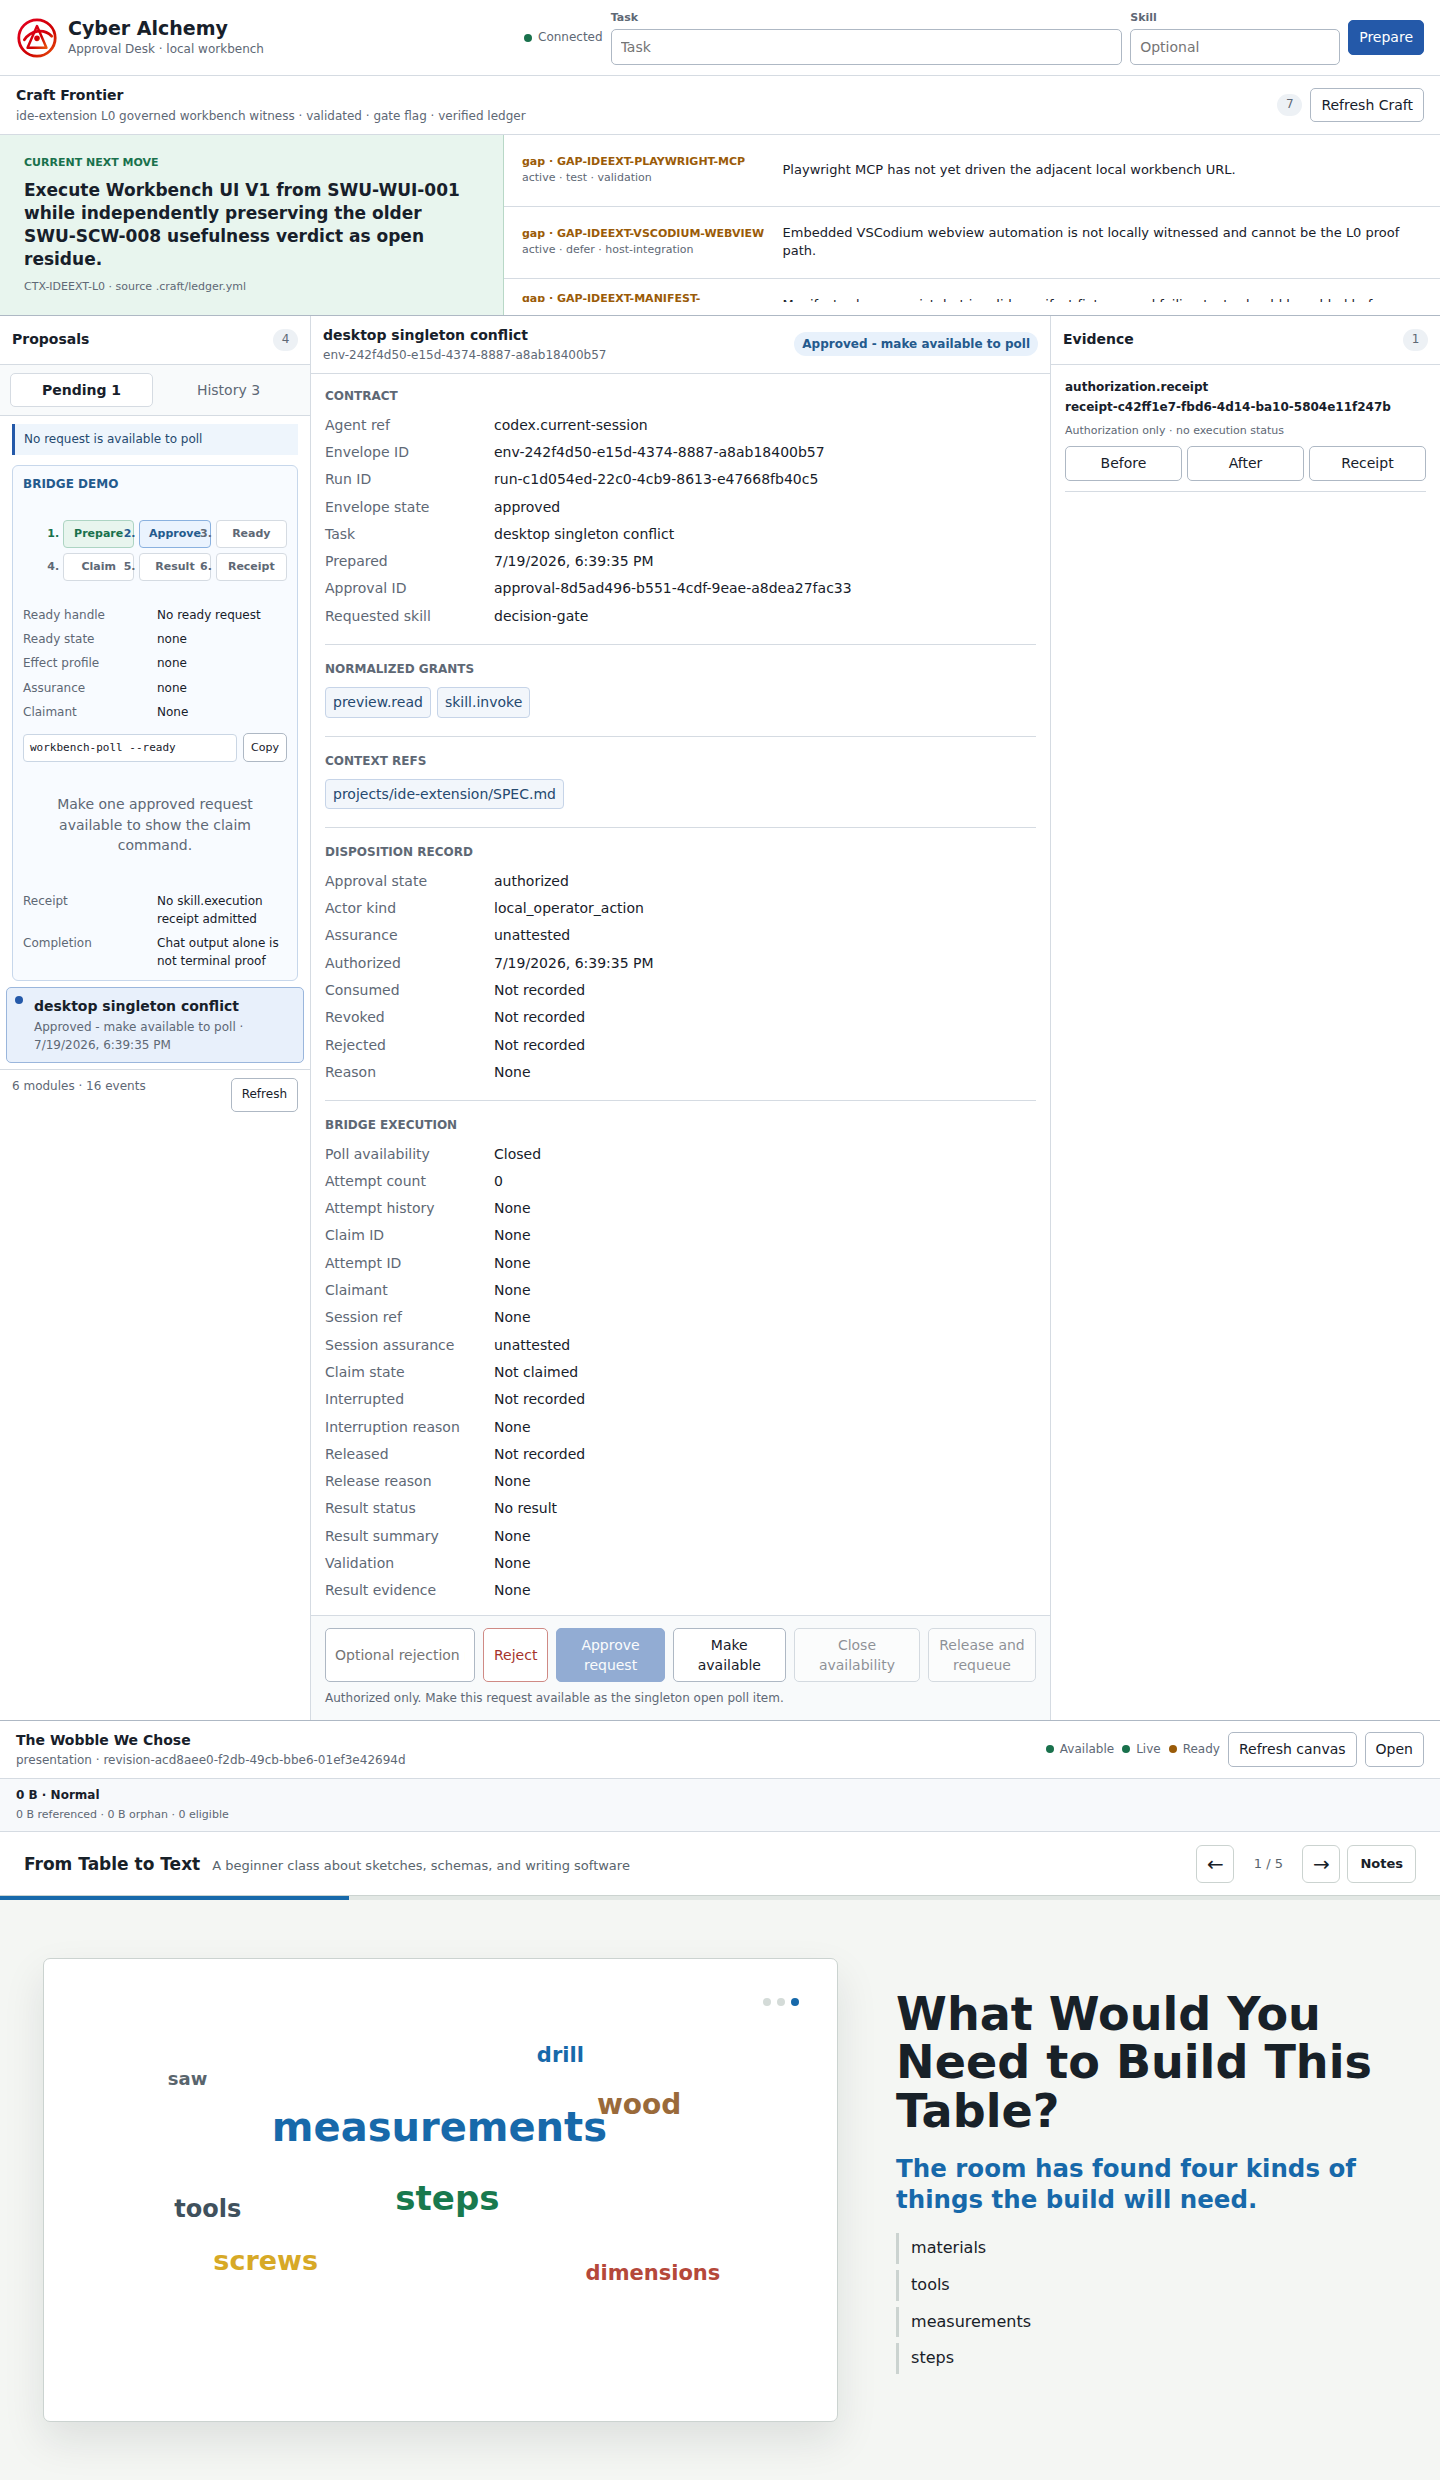 Cyber Alchemy
Approval Desk · local workbench
Connected
Task
Task
Skill
Optional
Prepare
Craft Frontier
ide-extension L0 governed workbench witness · validated · gate flag · verified ledger
7
Refresh Craft
CURRENT NEXT MOVE
Execute Workbench UI V1 from SWU-WUI-001
while independently preserving the older
SWU-SCW-008 usefulness verdict as open
residue.
CTX-IDEEXT-L0 · source .craft/ledger.yml
gap · GAP-IDEEXT-PLAYWRIGHT-MCP
active · test · validation
Playwright MCP has not yet driven the adjacent local workbench URL.
gap · GAP-IDEEXT-VSCODIUM-WEBVIEW
active · defer · host-integration
Embedded VSCodium webview automation is not locally witnessed and cannot be the L0 proof
path.
gap · GAP-IDEEXT-MANIFEST-
Proposals
4
Pending 1
History 3
No request is available to poll
BRIDGE DEMO
1. Prepare
2. Approve
3. Ready
4. Claim
5. Result
6. Receipt
Ready handle
No ready request
Ready state
none
Effect profile
none
Assurance
none
Claimant
None
workbench-poll --ready
Copy
Make one approved request
available to show the claim
command.
Receipt
No skill.execution
receipt admitted
Completion
Chat output alone is
not terminal proof
desktop singleton conflict
Approved - make available to poll ·
7/19/2026, 6:39:35 PM
6 modules · 16 events
Refresh
desktop singleton conflict
env-242f4d50-e15d-4374-8887-a8ab18400b57
Approved - make available to poll
CONTRACT
Agent ref
codex.current-session
Envelope ID
env-242f4d50-e15d-4374-8887-a8ab18400b57
Run ID
run-c1d054ed-22c0-4cb9-8613-e47668fb40c5
Envelope state
approved
Task
desktop singleton conflict
Prepared
7/19/2026, 6:39:35 PM
Approval ID
approval-8d5ad496-b551-4cdf-9eae-a8dea27fac33
Requested skill
decision-gate
NORMALIZED GRANTS
preview.read
skill.invoke
CONTEXT REFS
projects/ide-extension/SPEC.md
DISPOSITION RECORD
Approval state
authorized
Actor kind
local_operator_action
Assurance
unattested
Authorized
7/19/2026, 6:39:35 PM
Consumed
Not recorded
Revoked
Not recorded
Rejected
Not recorded
Reason
None
BRIDGE EXECUTION
Poll availability
Closed
Attempt count
0
Attempt history
None
Claim ID
None
Attempt ID
None
Claimant
None
Session ref
None
Session assurance
unattested
Claim state
Not claimed
Interrupted
Not recorded
Interruption reason
None
Released
Not recorded
Release reason
None
Result status
No result
Result summary
None
Validation
None
Result evidence
None
Optional rejection
Reject
Approve
request
Make
available
Close
availability
Release and
requeue
Authorized only. Make this request available as the singleton open poll item.
Evidence
1
authorization.receipt
receipt-c42ff1e7-fbd6-4d14-ba10-5804e11f247b
Authorization only · no execution status
Before
After
Receipt
The Wobble We Chose
presentation · revision-acd8aee0-f2db-49cb-bbe6-01ef3e42694d
Available
Live
Ready
Refresh canvas
Open
0 B · Normal
0 B referenced · 0 B orphan · 0 eligible
From Table to Text
A beginner class about sketches, schemas, and writing software
←
1 / 5
→
Notes
drill
saw
wood
measurements
steps
tools
screws
dimensions
What Would You
Need to Build This
Table?
The room has found four kinds of
things the build will need.
materials
tools
measurements
steps